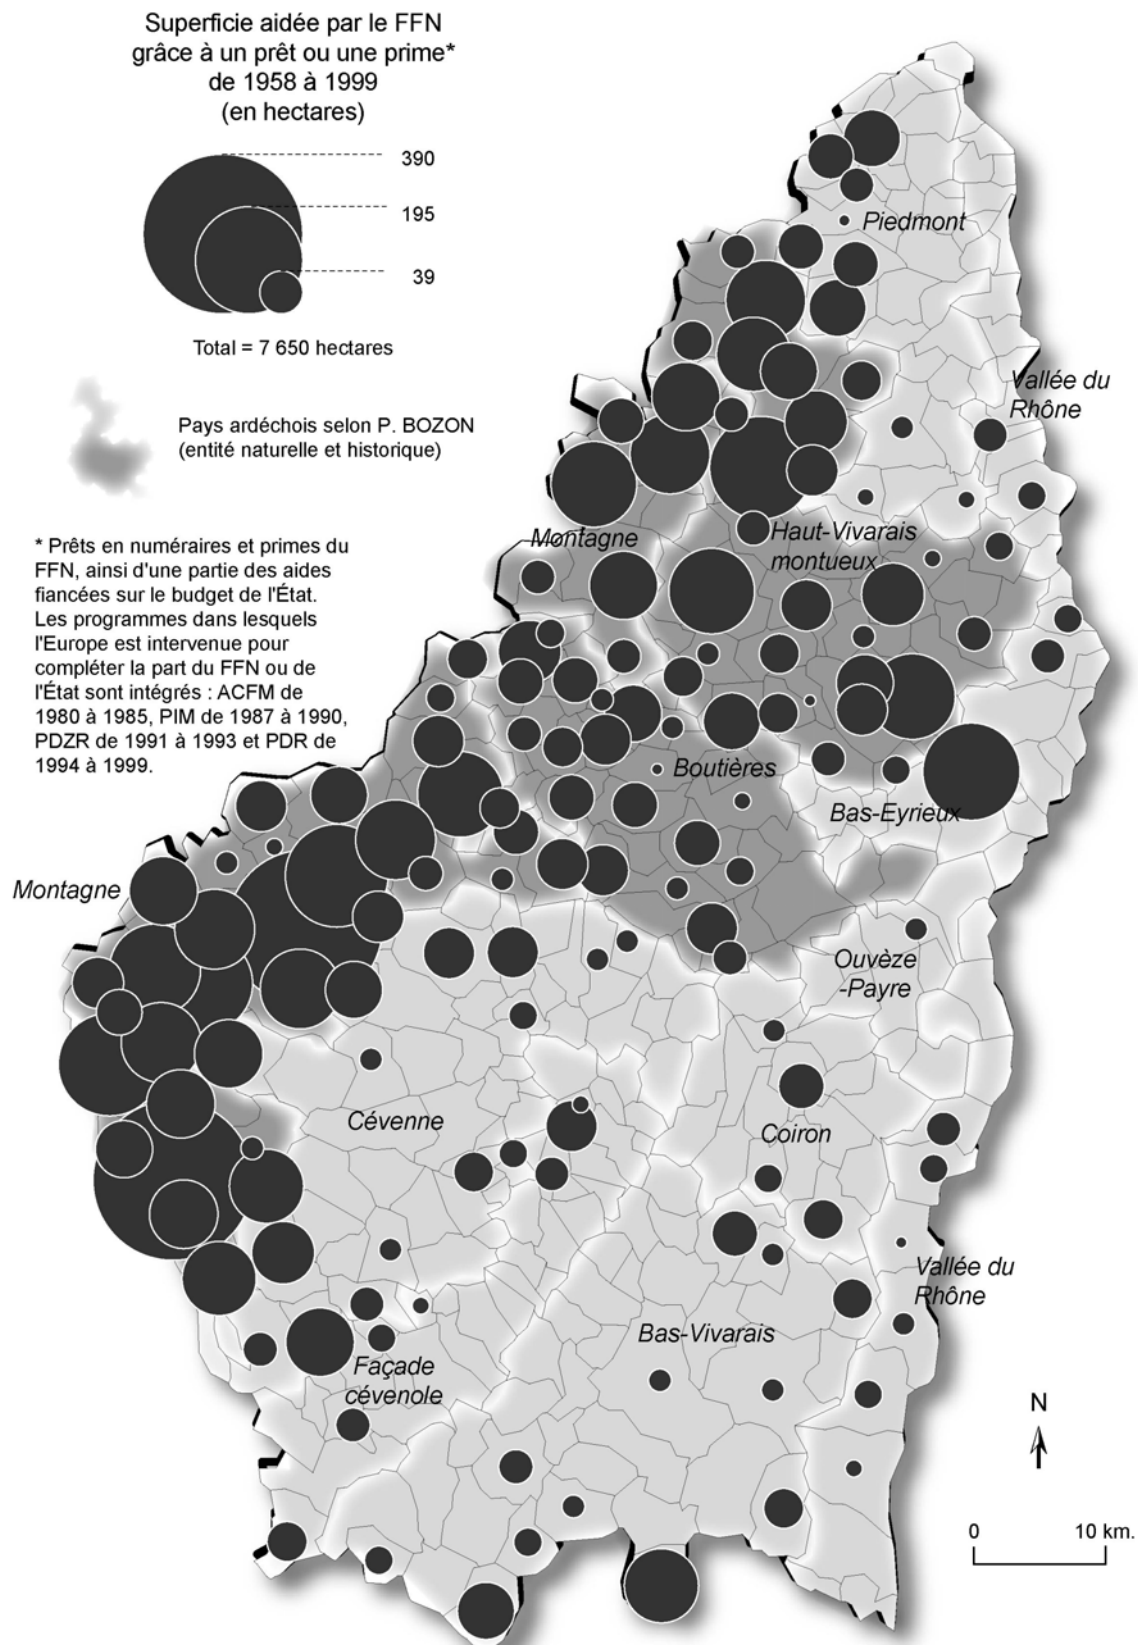 Superficie aidée par le FFN
grâce à un prêt ou une prime*
de 1958 à 1999
(en hectares)
390
195
39
Total = 7 650 hectares
Pays ardéchois selon P. BOZON
(entité naturelle et historique)
* Prêts en numéraires et primes du
FFN, ainsi d'une partie des aides
fiancées sur le budget de l'État.
Les programmes dans lesquels
l'Europe est intervenue pour
compléter la part du FFN ou de
l'État sont intégrés : ACFM de
1980 à 1985, PIM de 1987 à 1990,
PDZR de 1991 à 1993 et PDR de
1994 à 1999.
Piedmont
Vallée du
Rhône
Montagne
Haut-Vivarais
montueux
Boutières
Bas-Eyrieux
Montagne
Ouvèze
-Payre
Cévenne
Coiron
Vallée du
Rhône
Bas-Vivarais
Façade
cévenole
N
0 10 km.